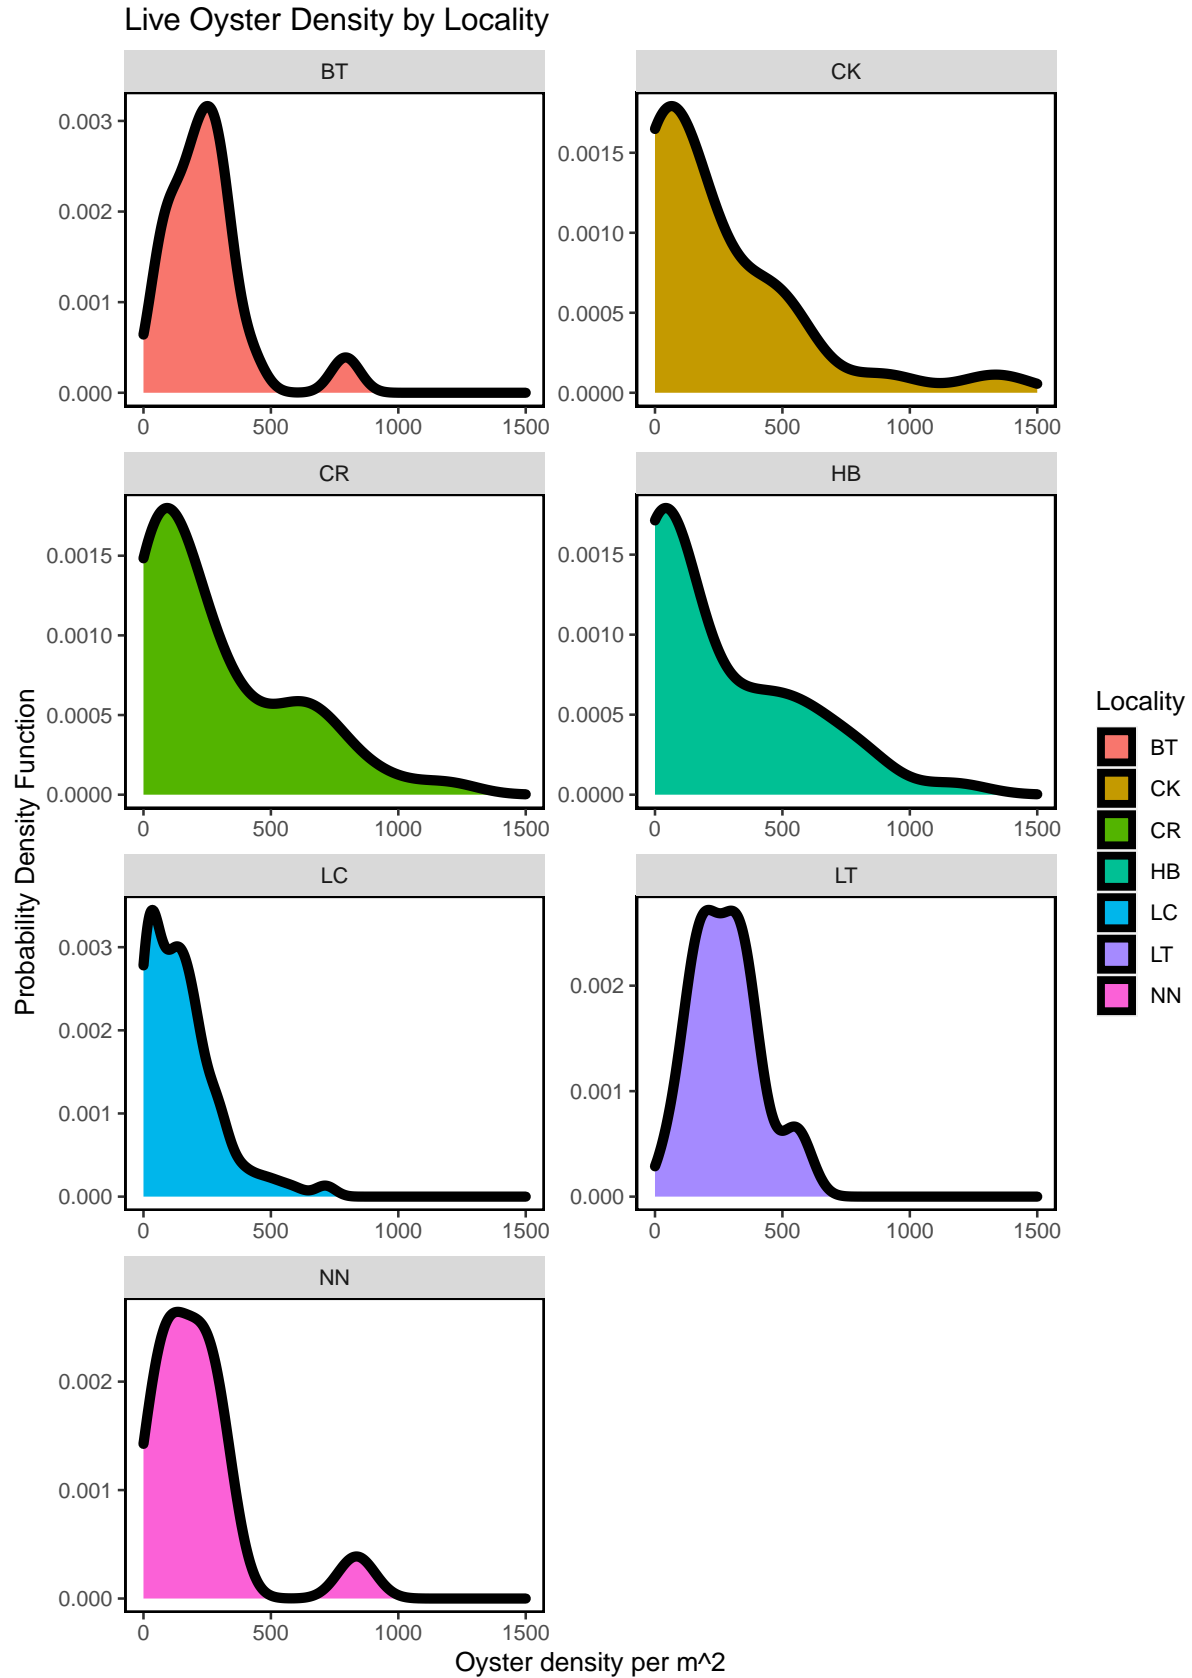 Live Oyster Density by Locality
BT
CK
0.003
0.002
0.001
0.000
0.0015
0.0010
0.0005
0.0000
0 500 1000 1500
0 500 1000 1500
CR
HB
0.0015
0.0010
0.0005
0.0000
0.0015
0.0010
0.0005
0.0000
0 500 1000 1500
0 500 1000 1500
LC
LT
0.003
0.002
0.001
0.000
0.002
0.001
0.000
0 500 1000 1500
0 500 1000 1500
NN
0.002
0.001
0.000
0 500 1000 1500
Oyster density per m^2
Probability Density Function
Locality
BT
CK
CR
HB
LC
LT
NN